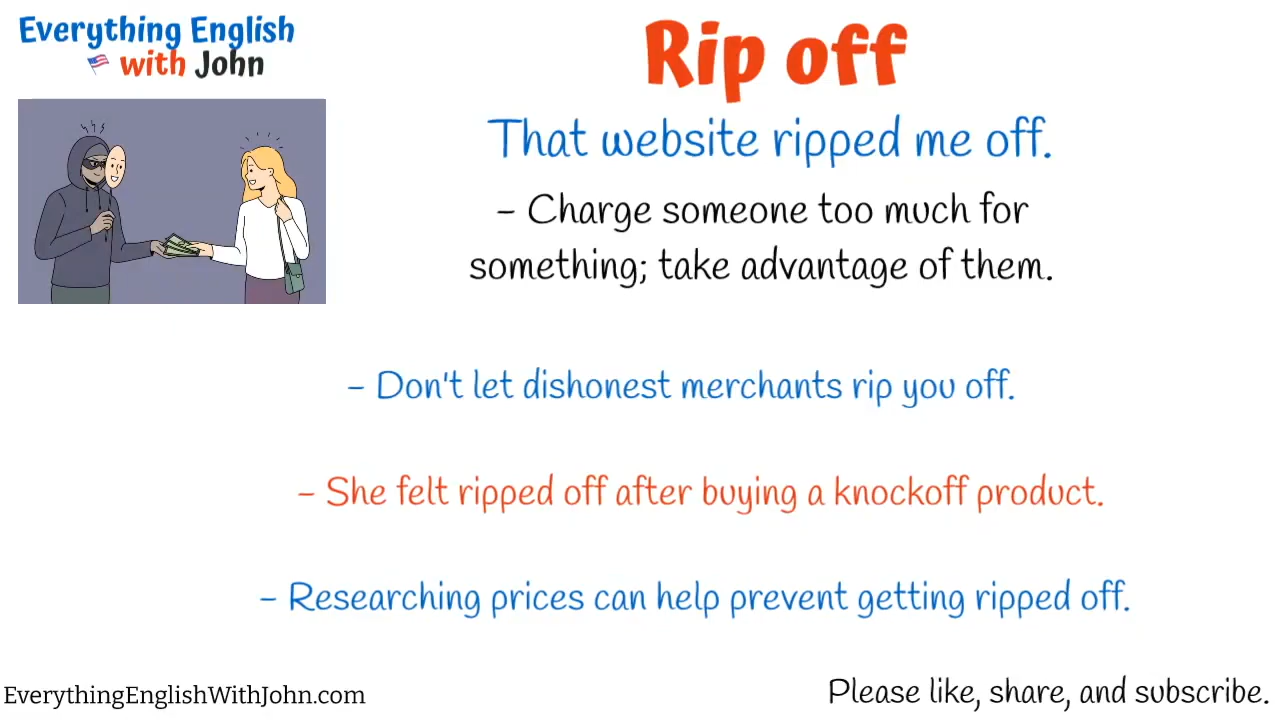 Everything English
with John
Rip off
That website ripped me off.
- Charge someone too much for
something; take advantage of them.
- Don't let dishonest merchants rip you off.
- She felt ripped off after buying a knockoff product.
- Researching prices can help prevent getting ripped off.
EverythingEnglishWithJohn.com
Please like, share, and subscribe.